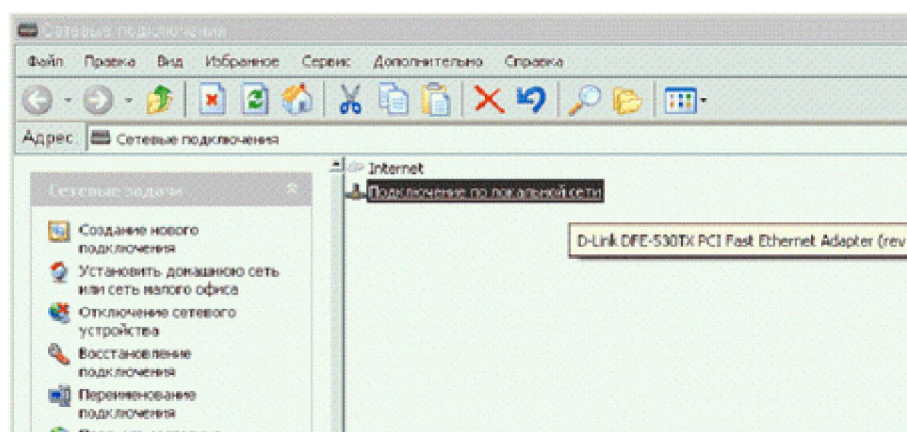 Сетевые подключения
Файл Правка Вид Избранное Сервис Дополнительно Справка
Адрес: Сетевые подключения
Internet
Подключение по локальной сети
D-Link DFE-530TX PCI Fast Ethernet Adapter (rev
Сетевые задачи
Создание нового
подключения
Установить домашнюю сеть
или сеть малого офиса
Отключение сетевого
устройства
Восстановление
подключения
Переименование
подключения